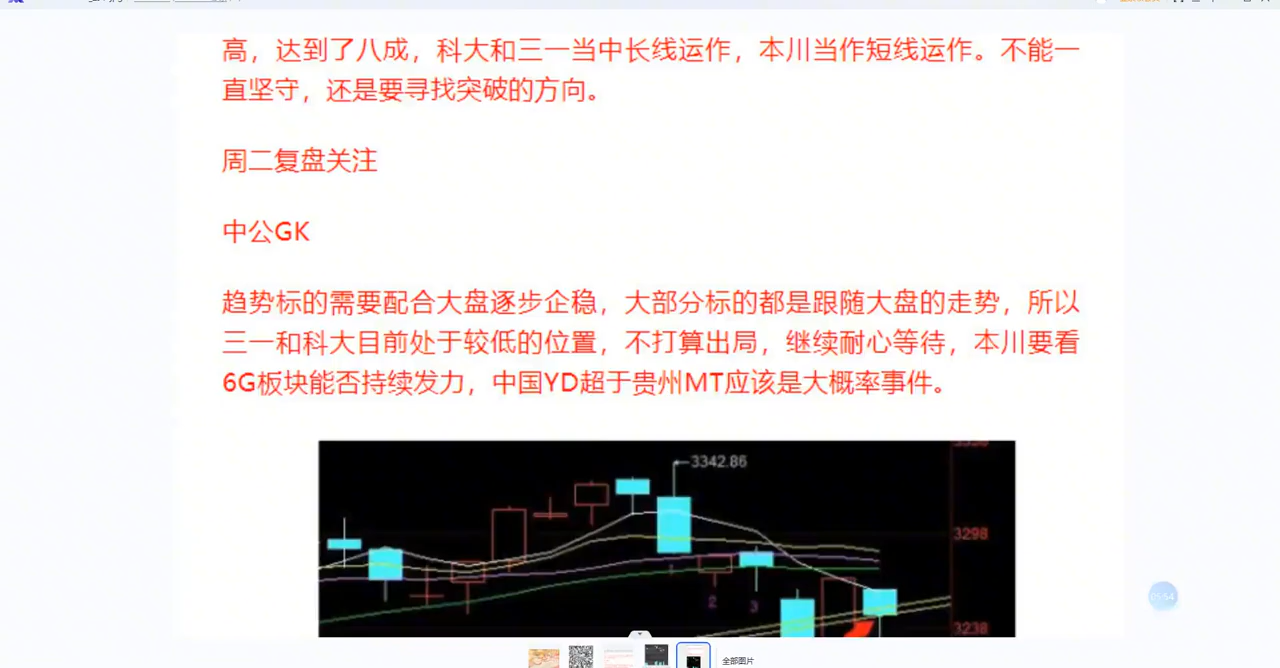 高，达到了八成，科大和三一当中长线运作，本川当作短线运作。不能一
直坚守，还是要寻找突破的方向。
周二复盘关注
中公GK
趋势标的需要配合大盘逐步企稳，大部分标的都是跟随大盘的走势，所以
三一和科大目前处于较低的位置，不打算出局，继续耐心等待，本川要看
6G板块能否持续发力，中国YD超于贵州MT应该是大概率事件。
3342.86
3298
1
2
3
3238
01:54
全部图片